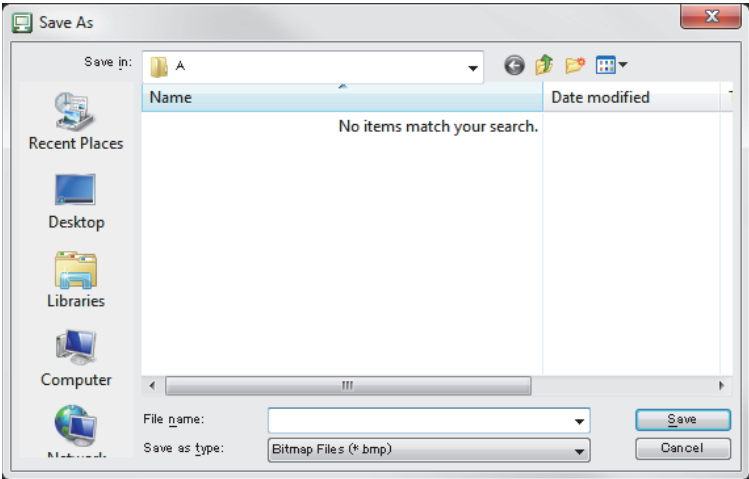 Save As
Save in:
A
Name
Date modified
No items match your search.
Recent Places
Desktop
Libraries
Computer
File name:
Save
Save as type:
Bitmap Files (*.bmp)
Cancel